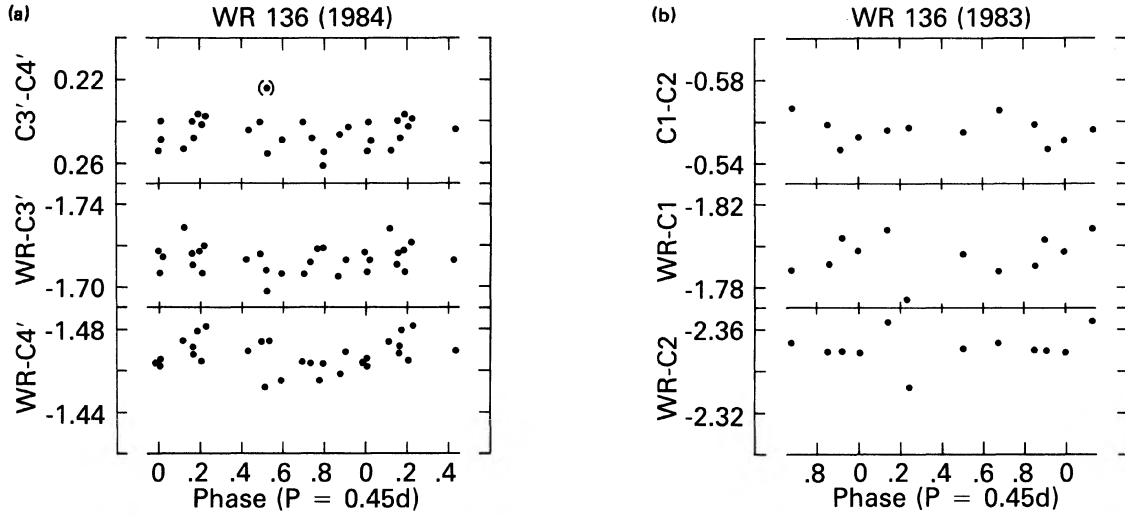 (a)
WR 136 (1984)
C3′-C4′
0.22
0.26
WR-C3′
-1.74
-1.70
WR-C4′
-1.48
-1.44
0 .2 .4 .6 .8 0 .2 .4
Phase (P = 0.45d)
(b)
WR 136 (1983)
C1-C2
-0.58
-0.54
WR-C1
-1.82
-1.78
WR-C2
-2.36
-2.32
.8 0 .2 .4 .6 .8 0
Phase (P = 0.45d)